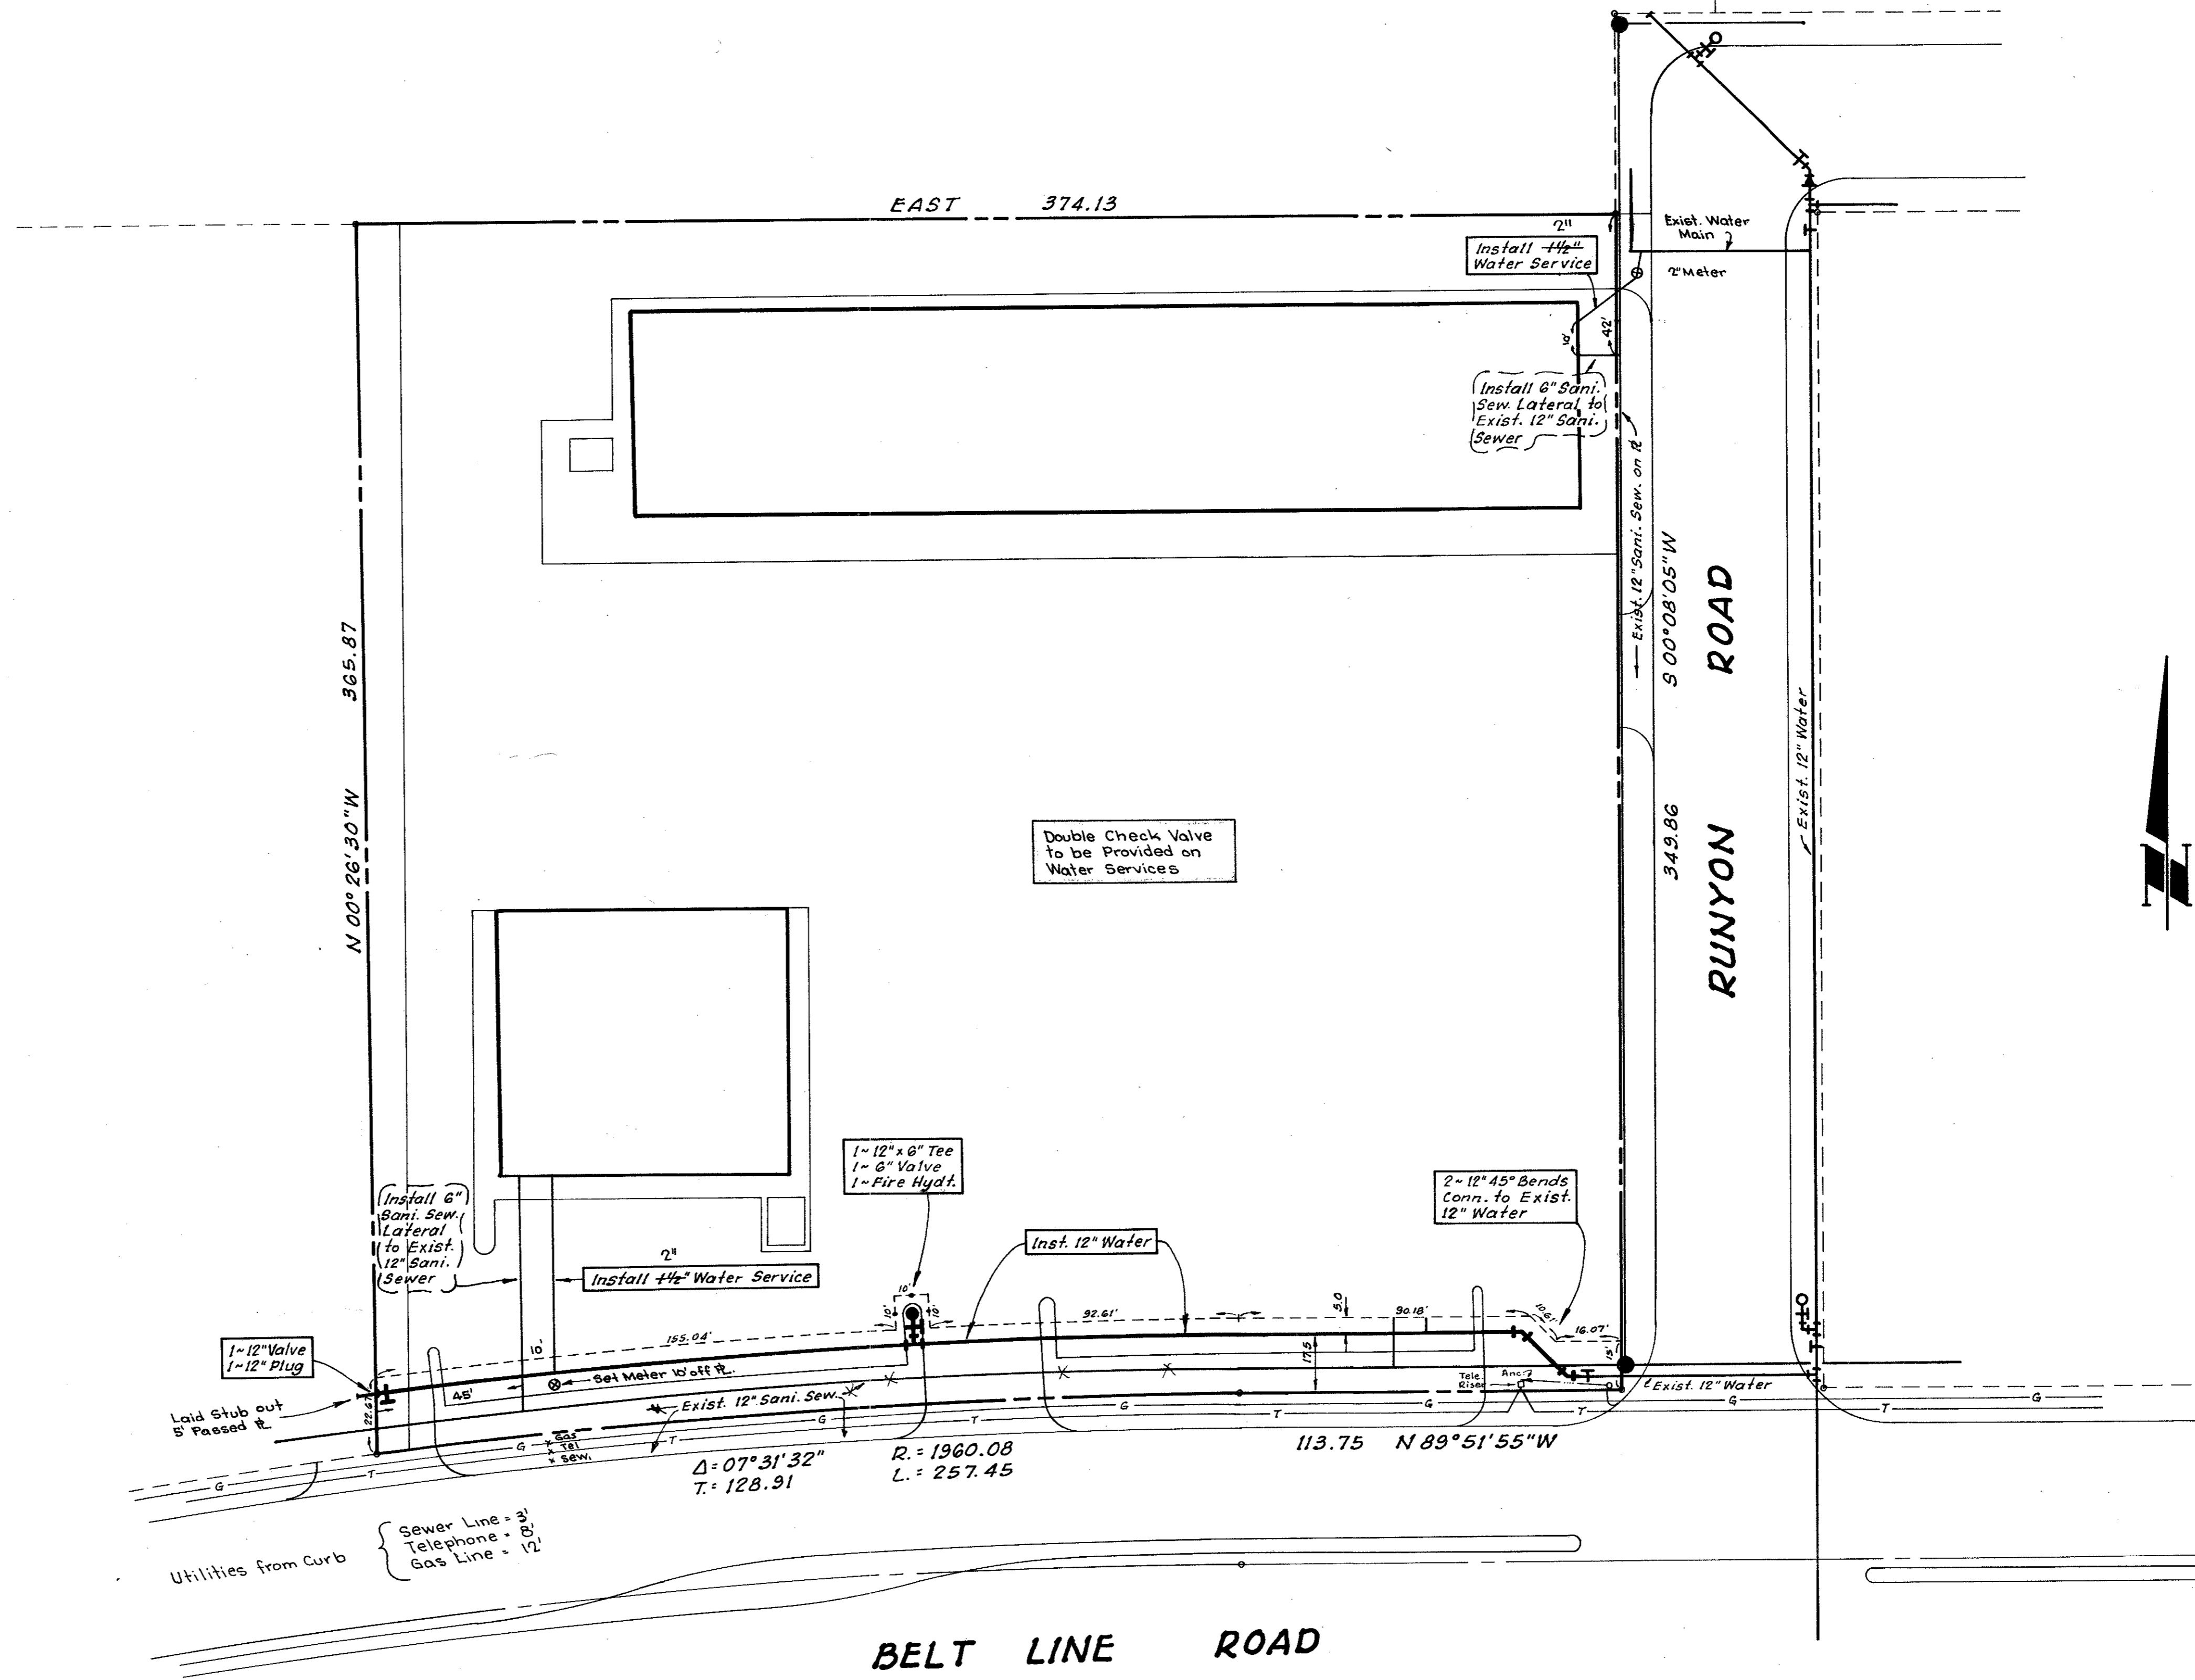 EAST 374.13
2"
Install 1½"
Water Service
Exist. Water
Main
2" Meter
10'
42'
Install 6" Sani.
Sew. Lateral to
Exist. 12" Sani.
Sewer
Exist. 12" Sani. Sew. on ℞
S 00°08'05"W
349.86
RUNYON ROAD
Exist. 12" Water
N
N 00°26'30"W 365.87
Double Check Valve
to be Provided on
Water Services
1~12"x6" Tee
1~6" Valve
1~Fire Hydt.
2~12" 45° Bends
Conn. to Exist.
12" Water
Install 6"
Sani. Sew.
Lateral
to Exist.
12" Sani.
Sewer
2"
Install 1½" Water Service
Inst. 12" Water
10'
10'
10'
92.61'
5.0
90.18'
10.61'
16.07'
15'
155.04'
10'
17.5
1~12" Valve
1~12" Plug
45'
Set Meter 10' off ℞.
Laid Stub out
5' Passed ℞
Exist. 12" Sani. Sew.
Tele.
Riser
Anc.
Exist. 12" Water
G
T
G
T
G
T
G
T
G
T
G
G
T
x Gas
x Tel
x Sew.
Δ=07°31'32"
T.=128.91
R.=1960.08
L.=257.45
113.75 N 89°51'55"W
Utilities from Curb
Sewer Line = 3'
Telephone = 8'
Gas Line = 12'
BELT LINE ROAD